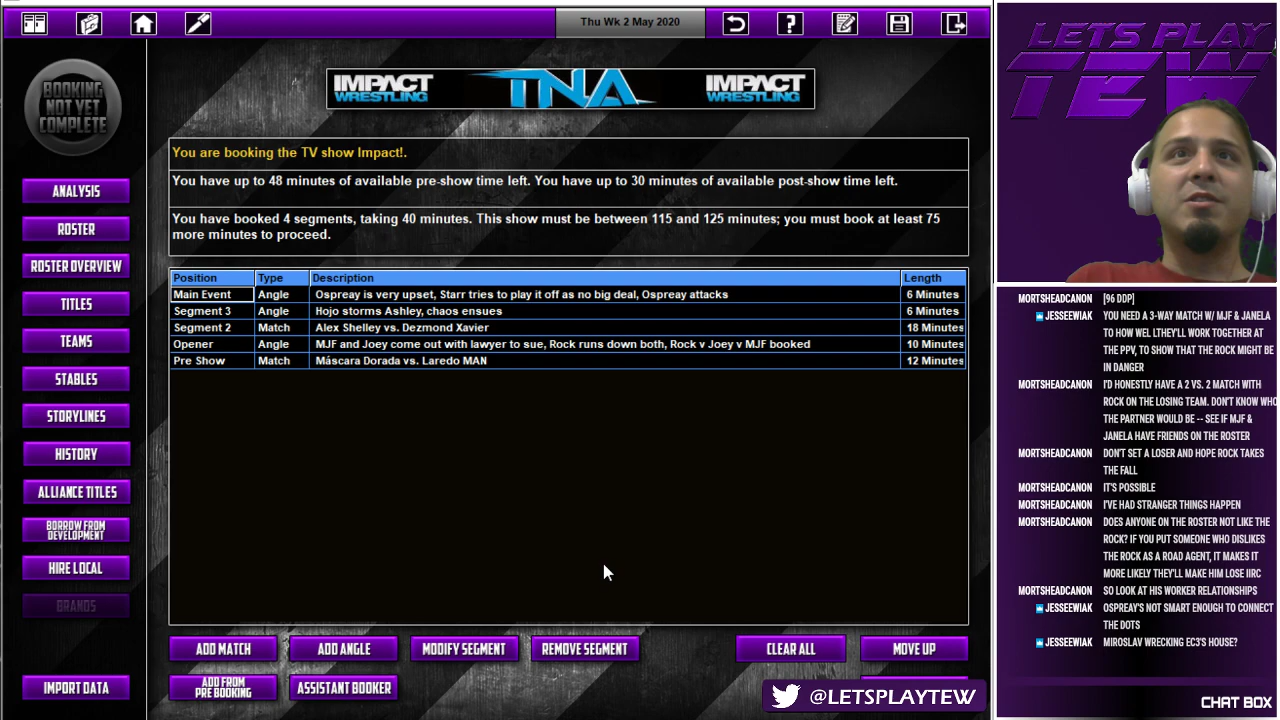 Thu Wk 2 May 2020
LETS PLAY
TEW
BOOKING
NOT YET
COMPLETE
IMPACT
WRESTLING
TNA
IMPACT
WRESTLING
You are booking the TV show Impact!.
You have up to 48 minutes of available pre-show time left. You have up to 30 minutes of available post-show time left.
You have booked 4 segments, taking 40 minutes. This show must be between 115 and 125 minutes; you must book at least 75
more minutes to proceed.
ANALYSIS
ROSTER
ROSTER OVERVIEW
TITLES
TEAMS
STABLES
STORYLINES
HISTORY
ALLIANCE TITLES
BORROW FROM
DEVELOPMENT
HIRE LOCAL
BRANDS
IMPORT DATA
Position Type Description Length
Main Event Angle Ospreay is very upset, Starr tries to play it off as no big deal, Ospreay attacks 6 Minutes
Segment 3 Angle Hojo storms Ashley, chaos ensues 6 Minutes
Segment 2 Match Alex Shelley vs. Dezmond Xavier 18 Minutes
Opener Angle MJF and Joey come out with lawyer to sue, Rock runs down both, Rock v Joey v MJF booked 10 Minutes
Pre Show Match Máscara Dorada vs. Laredo MAN 12 Minutes
ADD MATCH ADD ANGLE MODIFY SEGMENT REMOVE SEGMENT CLEAR ALL MOVE UP
ADD FROM
PRE BOOKING
ASSISTANT BOOKER
@LETSPLAYTEW
MORTSHEADCANON [96 DDP]
JESSEEWIAK YOU NEED A 3-WAY MATCH W/ MJF & JANELA
TO HOW WEL LTHEY'LL WORK TOGETHER AT
THE PPV, TO SHOW THAT THE ROCK MIGHT BE
IN DANGER
MORTSHEADCANON I'D HONESTLY HAVE A 2 VS. 2 MATCH WITH
ROCK ON THE LOSING TEAM. DON'T KNOW WHO
THE PARTNER WOULD BE -- SEE IF MJF &
JANELA HAVE FRIENDS ON THE ROSTER
MORTSHEADCANON DON'T SET A LOSER AND HOPE ROCK TAKES
THE FALL
MORTSHEADCANON IT'S POSSIBLE
MORTSHEADCANON I'VE HAD STRANGER THINGS HAPPEN
MORTSHEADCANON DOES ANYONE ON THE ROSTER NOT LIKE THE
ROCK? IF YOU PUT SOMEONE WHO DISLIKES
THE ROCK AS A ROAD AGENT, IT MAKES IT
MORE LIKELY THEY'LL MAKE HIM LOSE IIRC
MORTSHEADCANON SO LOOK AT HIS WORKER RELATIONSHIPS
JESSEEWIAK OSPREAY'S NOT SMART ENOUGH TO CONNECT
THE DOTS
JESSEEWIAK MIROSLAV WRECKING EC3'S HOUSE?
CHAT BOX